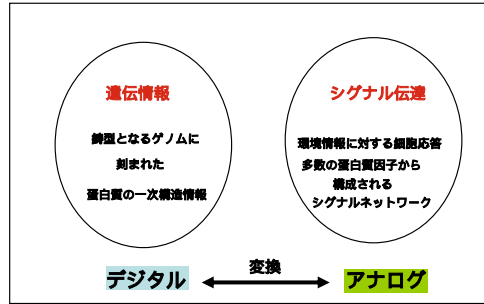 遺伝情報
鋳型となるゲノムに
刻まれた
蛋白質の一次構造情報
シグナル伝達
環境情報に対する細胞応答
多数の蛋白質因子から
構成される
シグナルネットワーク
デジタル
変換
アナログ